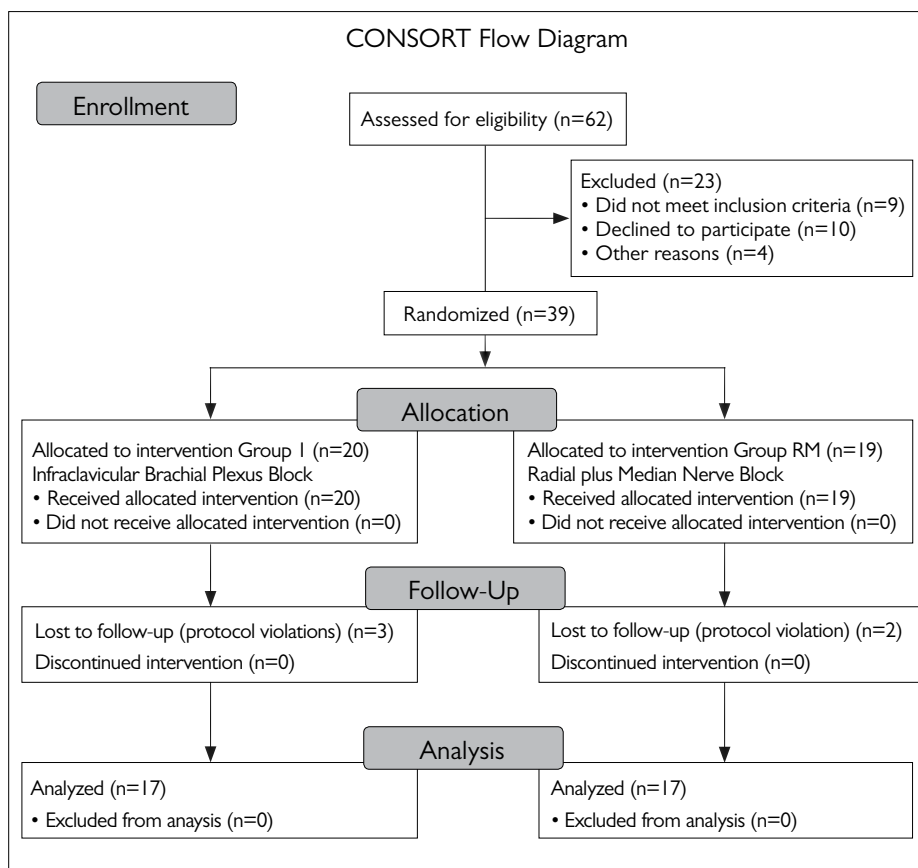 CONSORT Flow Diagram
Enrollment
Assessed for eligibility (n=62)
Excluded (n=23)
• Did not meet inclusion criteria (n=9)
• Declined to participate (n=10)
• Other reasons (n=4)
Randomized (n=39)
Allocation
Allocated to intervention Group 1 (n=20)
Infraclavicular Brachial Plexus Block
• Received allocated intervention (n=20)
• Did not receive allocated intervention (n=0)
Allocated to intervention Group RM (n=19)
Radial plus Median Nerve Block
• Received allocated intervention (n=19)
• Did not receive allocated intervention (n=0)
Follow-Up
Lost to follow-up (protocol violations) (n=3)
Discontinued intervention (n=0)
Lost to follow-up (protocol violation) (n=2)
Discontinued intervention (n=0)
Analysis
Analyzed (n=17)
• Excluded from anaysis (n=0)
Analyzed (n=17)
• Excluded from analysis (n=0)